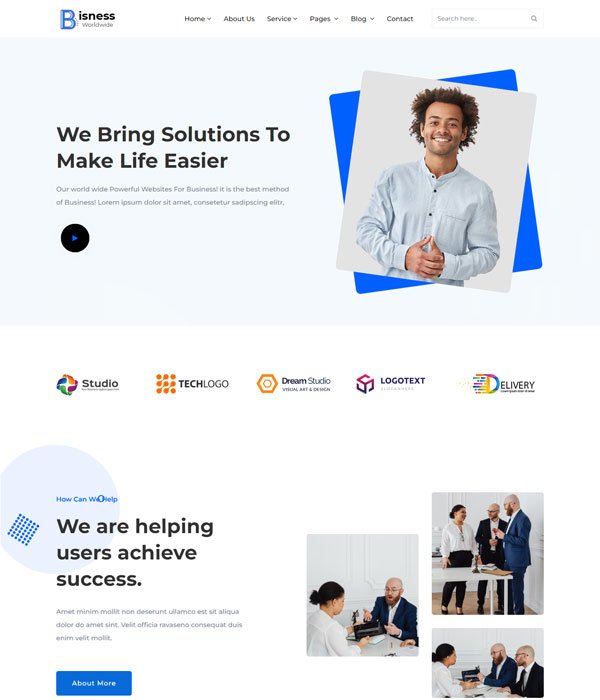 Bisness
Worldwide
Home
About Us
Service
Pages
Blog
Contact
Search here..
We Bring Solutions To
Make Life Easier
Our world wide Powerful Websites For Business! it is the best method
of Business! Lorem ipsum dolor sit amet, consetetur sadipscing elitr,
Studio
TECHLOGO
Dream Studio
VISUAL ART & DESIGN
LOGOTEXT
DELIVERY
How Can We Help
We are helping
users achieve
success.
Amet minim mollit non deserunt ullamco est sit aliqua
dolor do amet sint. Velit officia ravaseno consequat duis
enim velit mollit.
About More